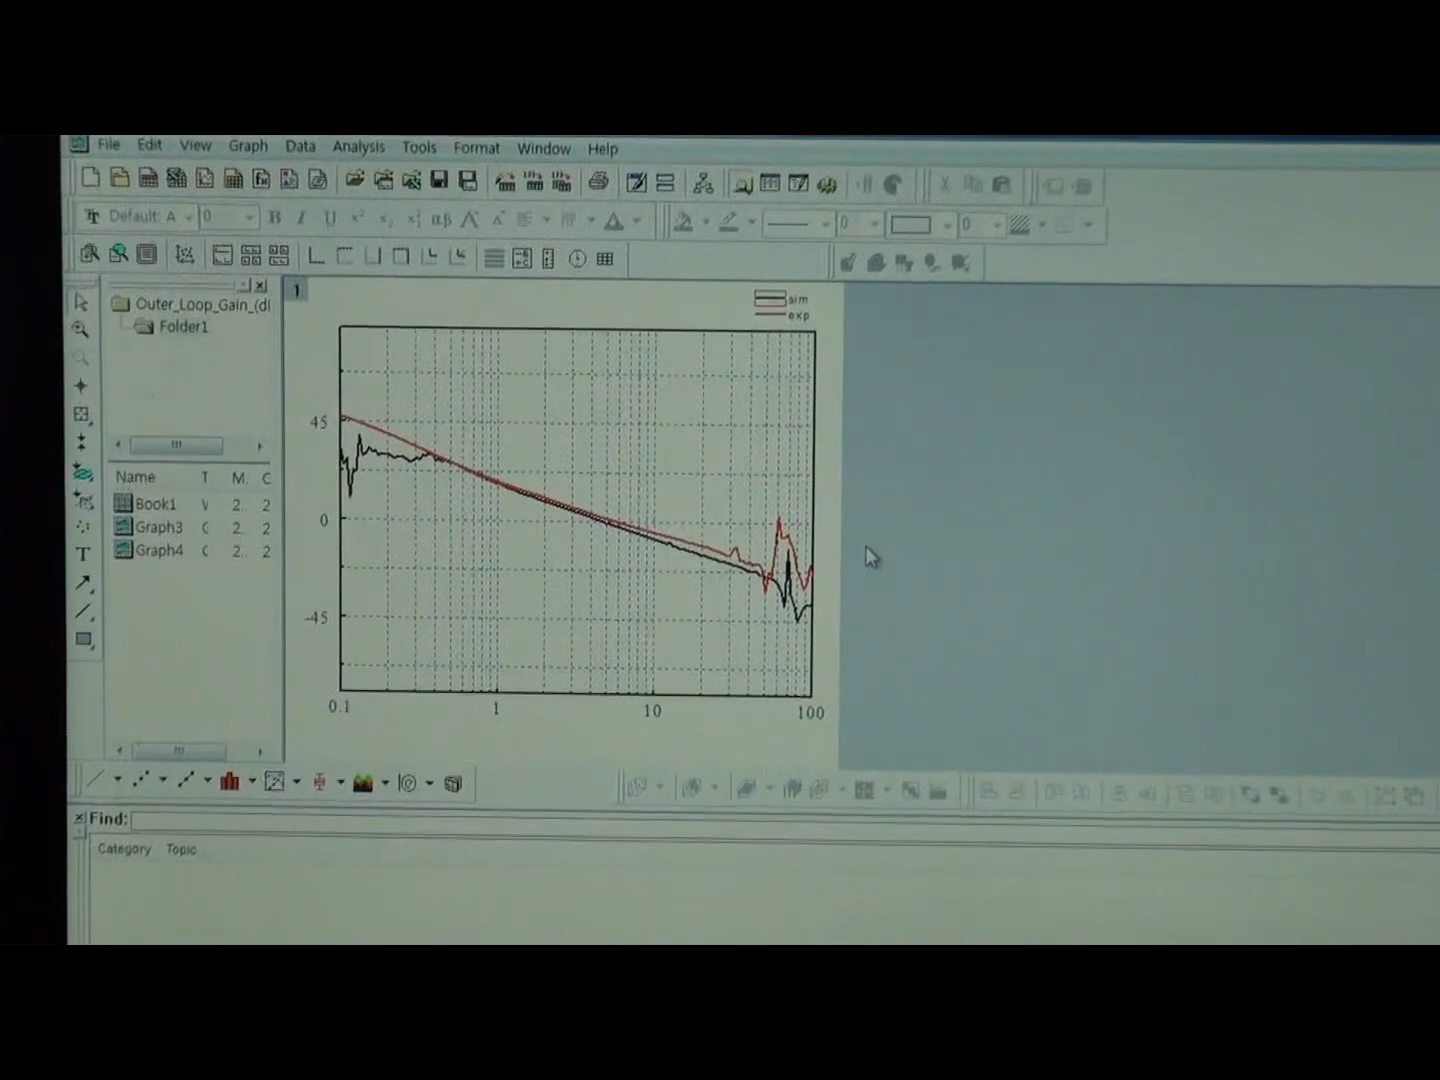 File Edit View Graph Data Analysis Tools Format Window Help
Default: A 0 B I U αβ A 0 0
Outer_Loop_Gain_(dl
Folder1
Name T M. C
Book1 2. 2
Graph3 C 2. 2
Graph4 C 2. 2
1
sim
exp
45
0
-45
0.1 1 10 100
Find:
Category Topic